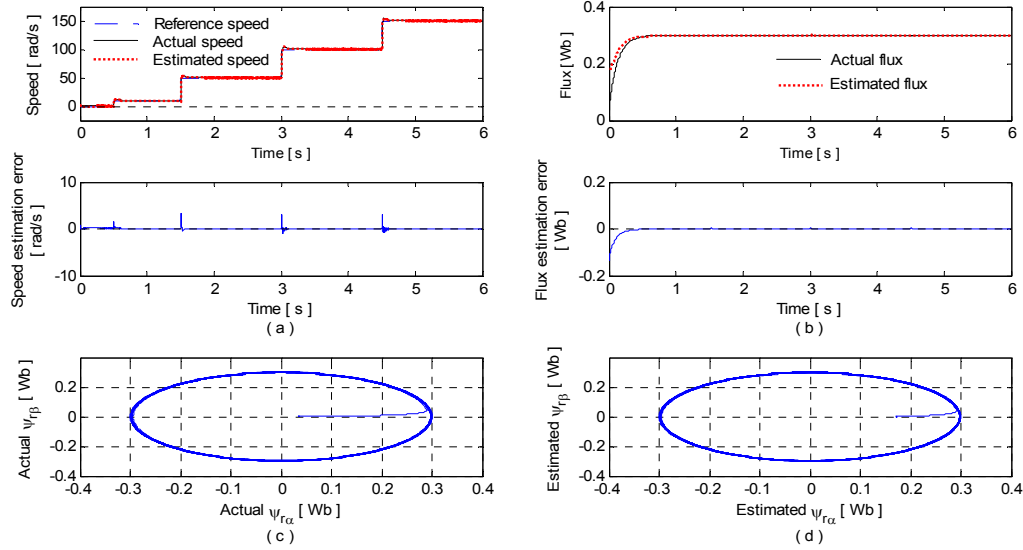 150
100
50
0
Speed [ rad/s]
Reference speed
Actual speed
Estimated speed
0 1 2 3 4 5 6
Time [ s ]
10
0
-10
Speed estimation error
[ rad/s ]
0 1 2 3 4 5 6
Time [ s ]
( a )
0.4
0.2
0
Flux [ Wb]
Actual flux
Estimated flux
0 1 2 3 4 5 6
Time [ s ]
0.2
0
-0.2
Flux estimation error
[ Wb ]
0 1 2 3 4 5 6
Time [ s ]
( b )
0.2
0
-0.2
-0.4
Actual ψrβ [ Wb]
-0.4 -0.3 -0.2 -0.1 0 0.1 0.2 0.3 0.4
Actual ψrα [ Wb]
( c )
0.2
0
-0.2
-0.4
Estimated ψrβ [ Wb]
-0.4 -0.3 -0.2 -0.1 0 0.1 0.2 0.3 0.4
Estimated ψrα [ Wb ]
( d )